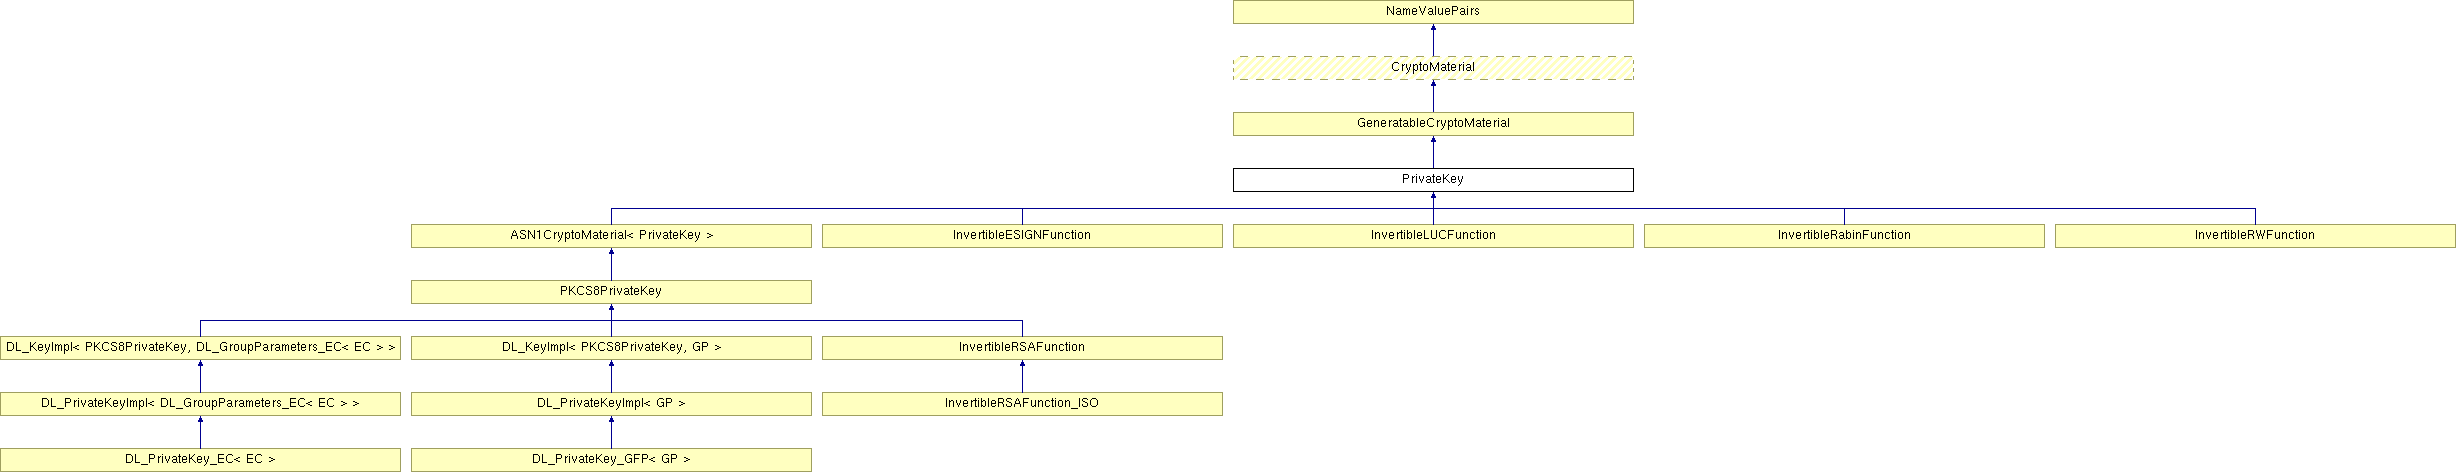 NameValuePairs
CryptoMaterial
GeneratableCryptoMaterial
PrivateKey
ASN1CryptoMaterial< PrivateKey >
InvertibleESIGNFunction
InvertibleLUCFunction
InvertibleRabinFunction
InvertibleRWFunction
PKCS8PrivateKey
DL_KeyImpl< PKCS8PrivateKey, DL_GroupParameters_EC< EC > >
DL_KeyImpl< PKCS8PrivateKey, GP >
InvertibleRSAFunction
DL_PrivateKeyImpl< DL_GroupParameters_EC< EC > >
DL_PrivateKeyImpl< GP >
InvertibleRSAFunction_ISO
DL_PrivateKey_EC< EC >
DL_PrivateKey_GFP< GP >